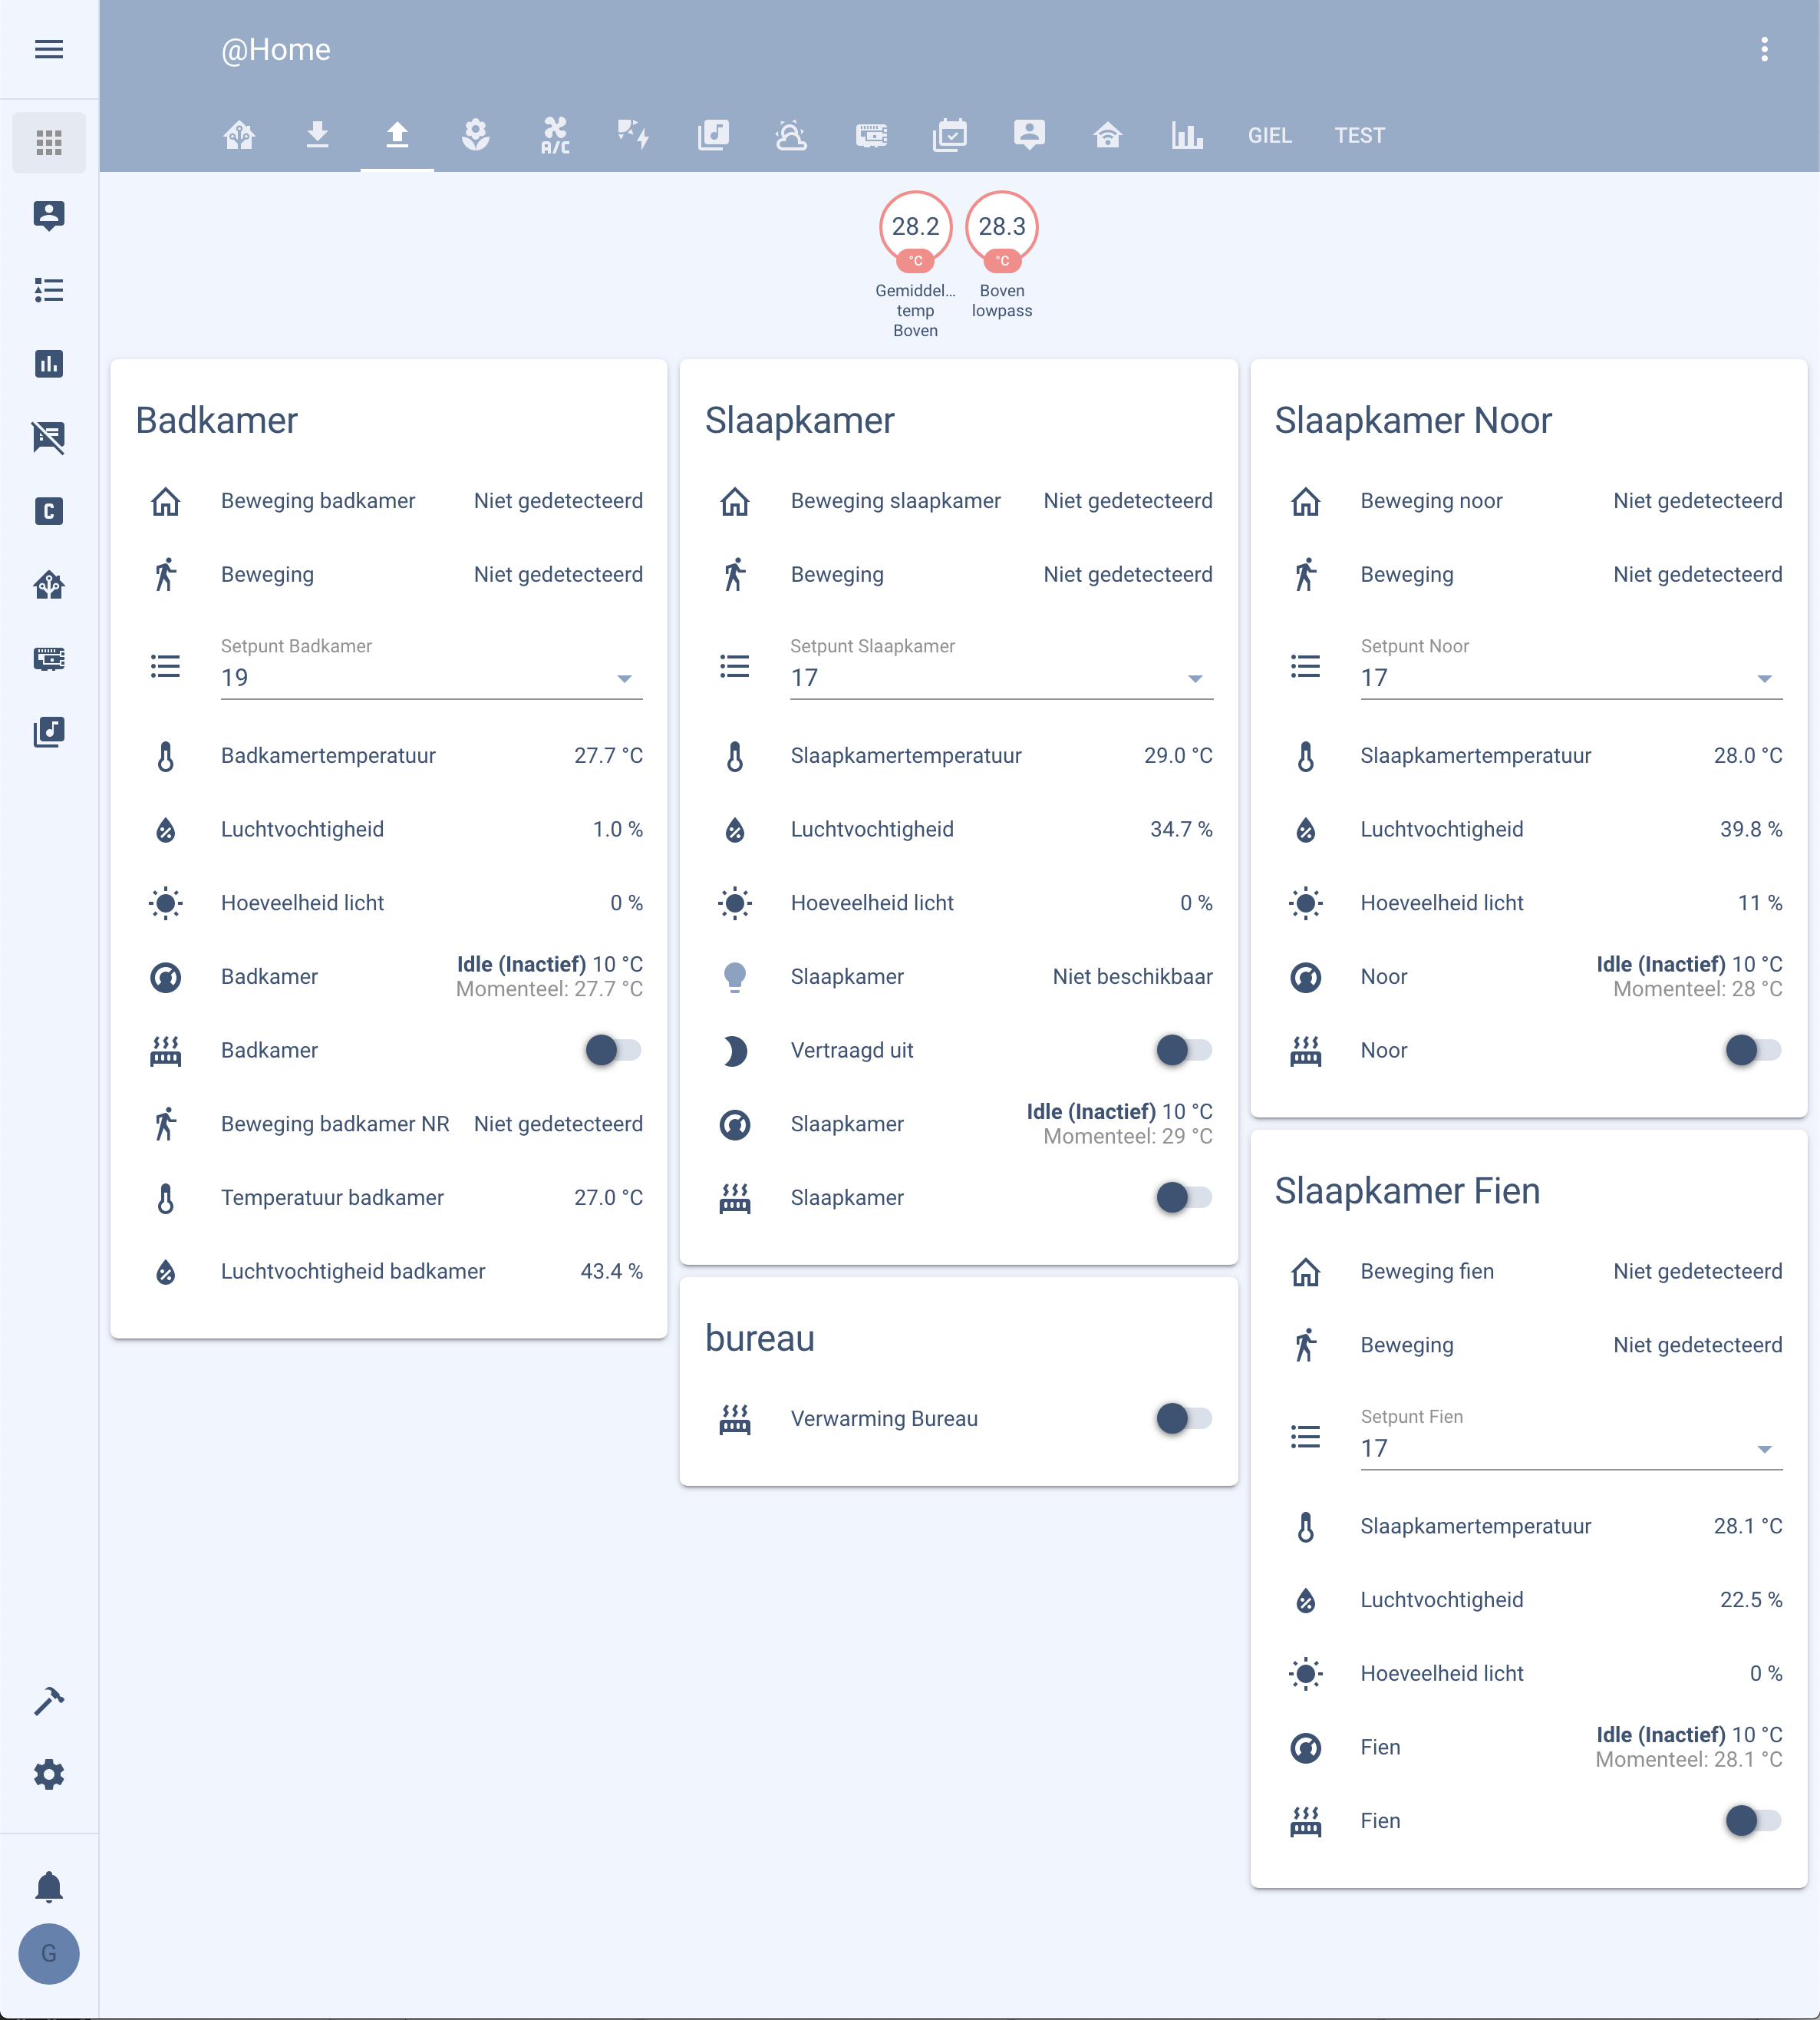 @Home
A/C
GIEL
TEST
28.2
°C
Gemiddel...
temp
Boven
28.3
°C
Boven
lowpass
Badkamer
Beweging badkamer Niet gedetecteerd
Beweging Niet gedetecteerd
Setpunt Badkamer
19
Badkamertemperatuur 27.7 °C
Luchtvochtigheid 1.0 %
Hoeveelheid licht 0 %
Badkamer Idle (Inactief) 10 °C
Momenteel: 27.7 °C
Badkamer
Beweging badkamer NR Niet gedetecteerd
Temperatuur badkamer 27.0 °C
Luchtvochtigheid badkamer 43.4 %
Slaapkamer
Beweging slaapkamer Niet gedetecteerd
Beweging Niet gedetecteerd
Setpunt Slaapkamer
17
Slaapkamertemperatuur 29.0 °C
Luchtvochtigheid 34.7 %
Hoeveelheid licht 0 %
Slaapkamer Niet beschikbaar
Vertraagd uit
Slaapkamer Idle (Inactief) 10 °C
Momenteel: 29 °C
Slaapkamer
bureau
Verwarming Bureau
Slaapkamer Noor
Beweging noor Niet gedetecteerd
Beweging Niet gedetecteerd
Setpunt Noor
17
Slaapkamertemperatuur 28.0 °C
Luchtvochtigheid 39.8 %
Hoeveelheid licht 11 %
Noor Idle (Inactief) 10 °C
Momenteel: 28 °C
Noor
Slaapkamer Fien
Beweging fien Niet gedetecteerd
Beweging Niet gedetecteerd
Setpunt Fien
17
Slaapkamertemperatuur 28.1 °C
Luchtvochtigheid 22.5 %
Hoeveelheid licht 0 %
Fien Idle (Inactief) 10 °C
Momenteel: 28.1 °C
Fien
C
G